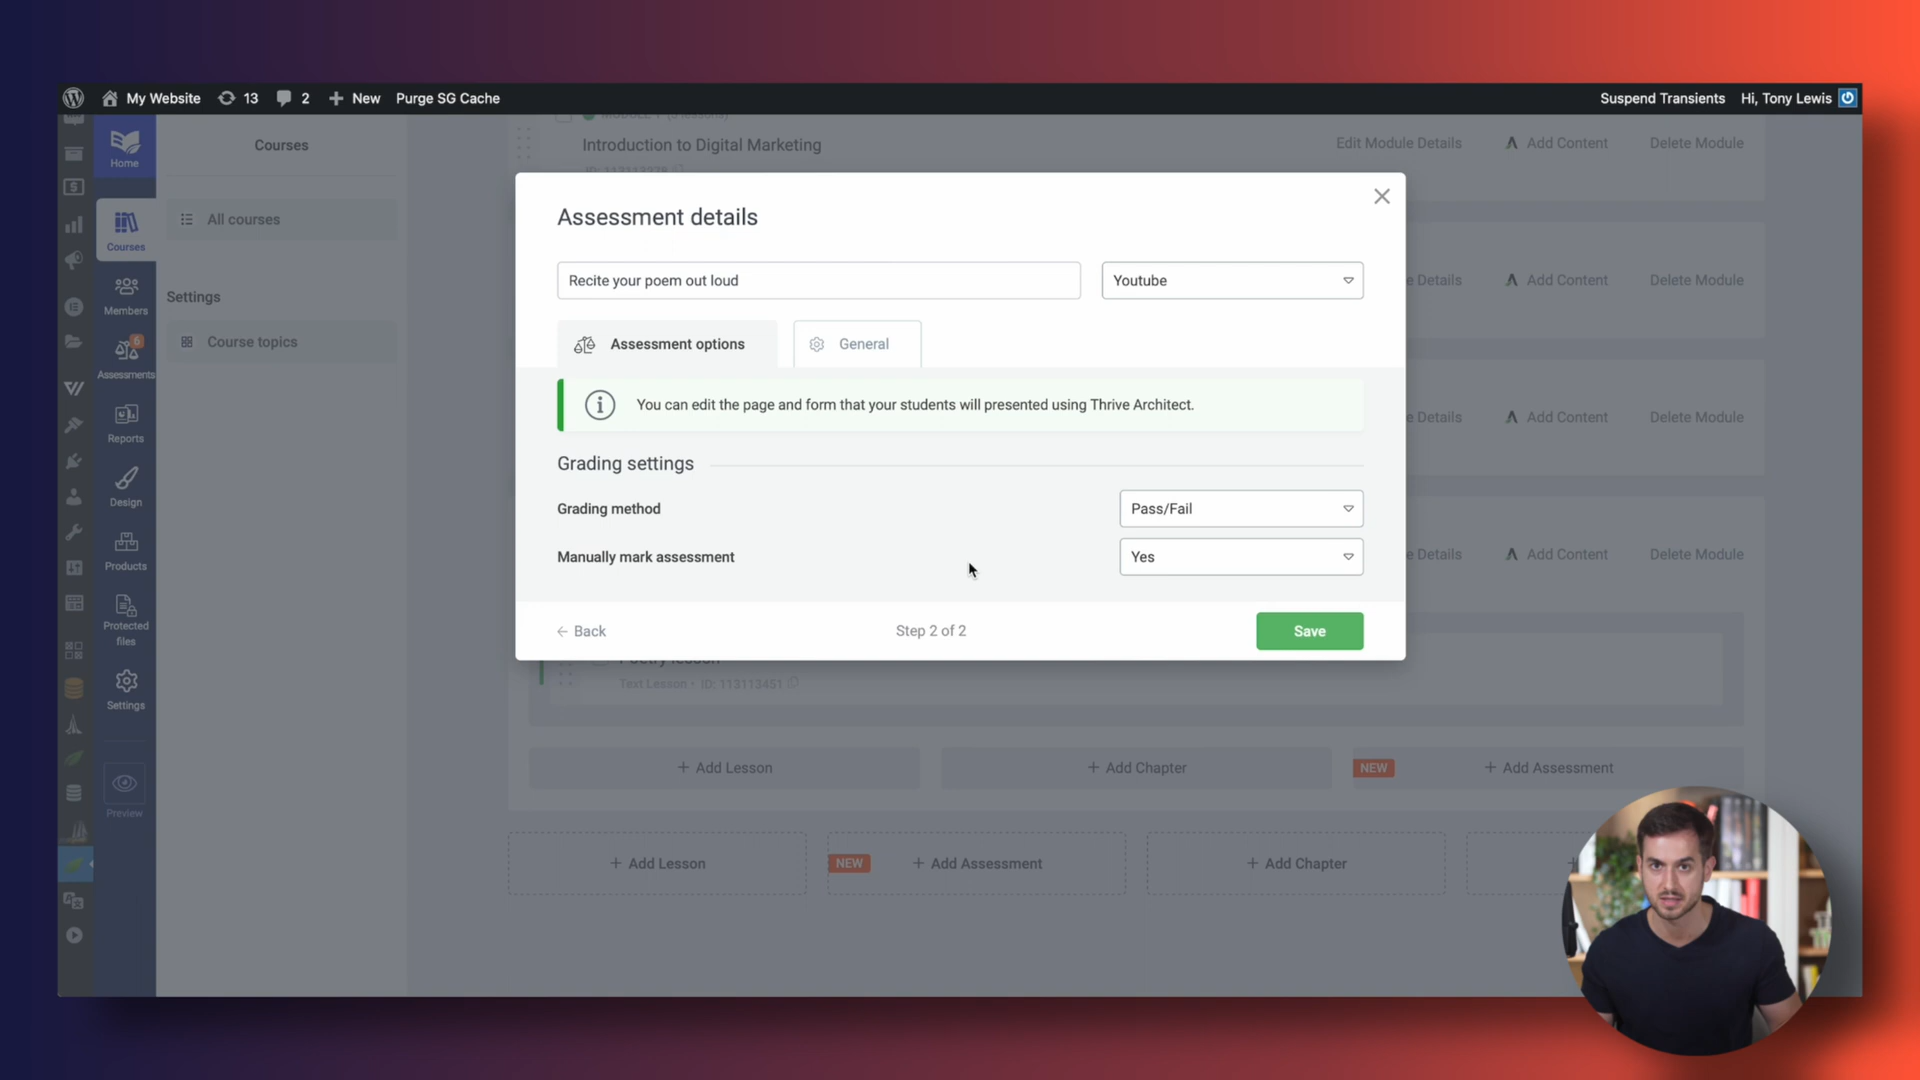 My Website 13 2 New Purge SG Cache Suspend Transients Hi, Tony Lewis
Home
Courses
Members
6
Assessments
Reports
Design
Products
Protected
files
Settings
Preview
Courses
All courses
Settings
Course topics
Introduction to Digital Marketing
Edit Module Details Add Content Delete Module
Details Add Content Delete Module
e Details Add Content Delete Module
e Details Add Content Delete Module
Assessment details
Recite your poem out loud Youtube
Assessment options General
You can edit the page and form that your students will presented using Thrive Architect.
Grading settings
Grading method Pass/Fail
Manually mark assessment Yes
Back Step 2 of 2 Save
Poetry lesson
Text Lesson • ID: 113113451
+ Add Lesson + Add Chapter NEW + Add Assessment
+ Add Lesson NEW + Add Assessment + Add Chapter +